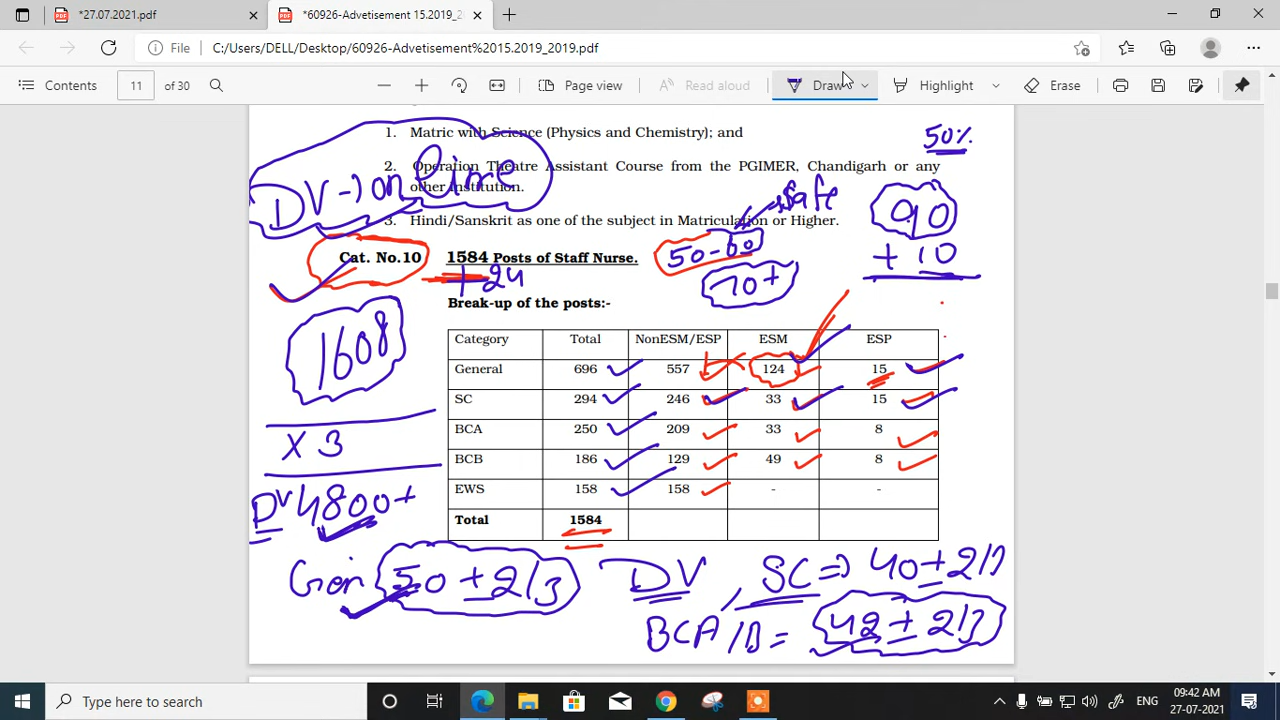 *27.07.2021.pdf
*60926-Advetisement 15.2019_2
File C:/Users/DELL/Desktop/60926-Advetisement%2015.2019_2019.pdf
Contents 11 of 30 Page view Read aloud Draw Highlight Erase
1. Matric with Science (Physics and Chemistry); and
50%
2. Operation Theatre Assistant Course from the PGIMER, Chandigarh or any
other institution.
DV→ on line
safe
90
3. Hindi/Sanskrit as one of the subject in Matriculation or Higher.
Cat. No.10 1584 Posts of Staff Nurse.
50-60
+ 10
+ 24
70+
Break-up of the posts:-
1608
Category Total NonESM/ESP ESM ESP
General 696 557 124 15
SC 294 246 33 15
BCA 250 209 33 8
X 3
BCB 186 129 49 8
EWS 158 158 - -
DV 4800+
Total 1584
Gen 50 ± 2/3 DV, SC ⇒ 40 ± 2/1
BCA/B = 42 ± 2/3
Type here to search
ENG
09:42 AM
27-07-2021